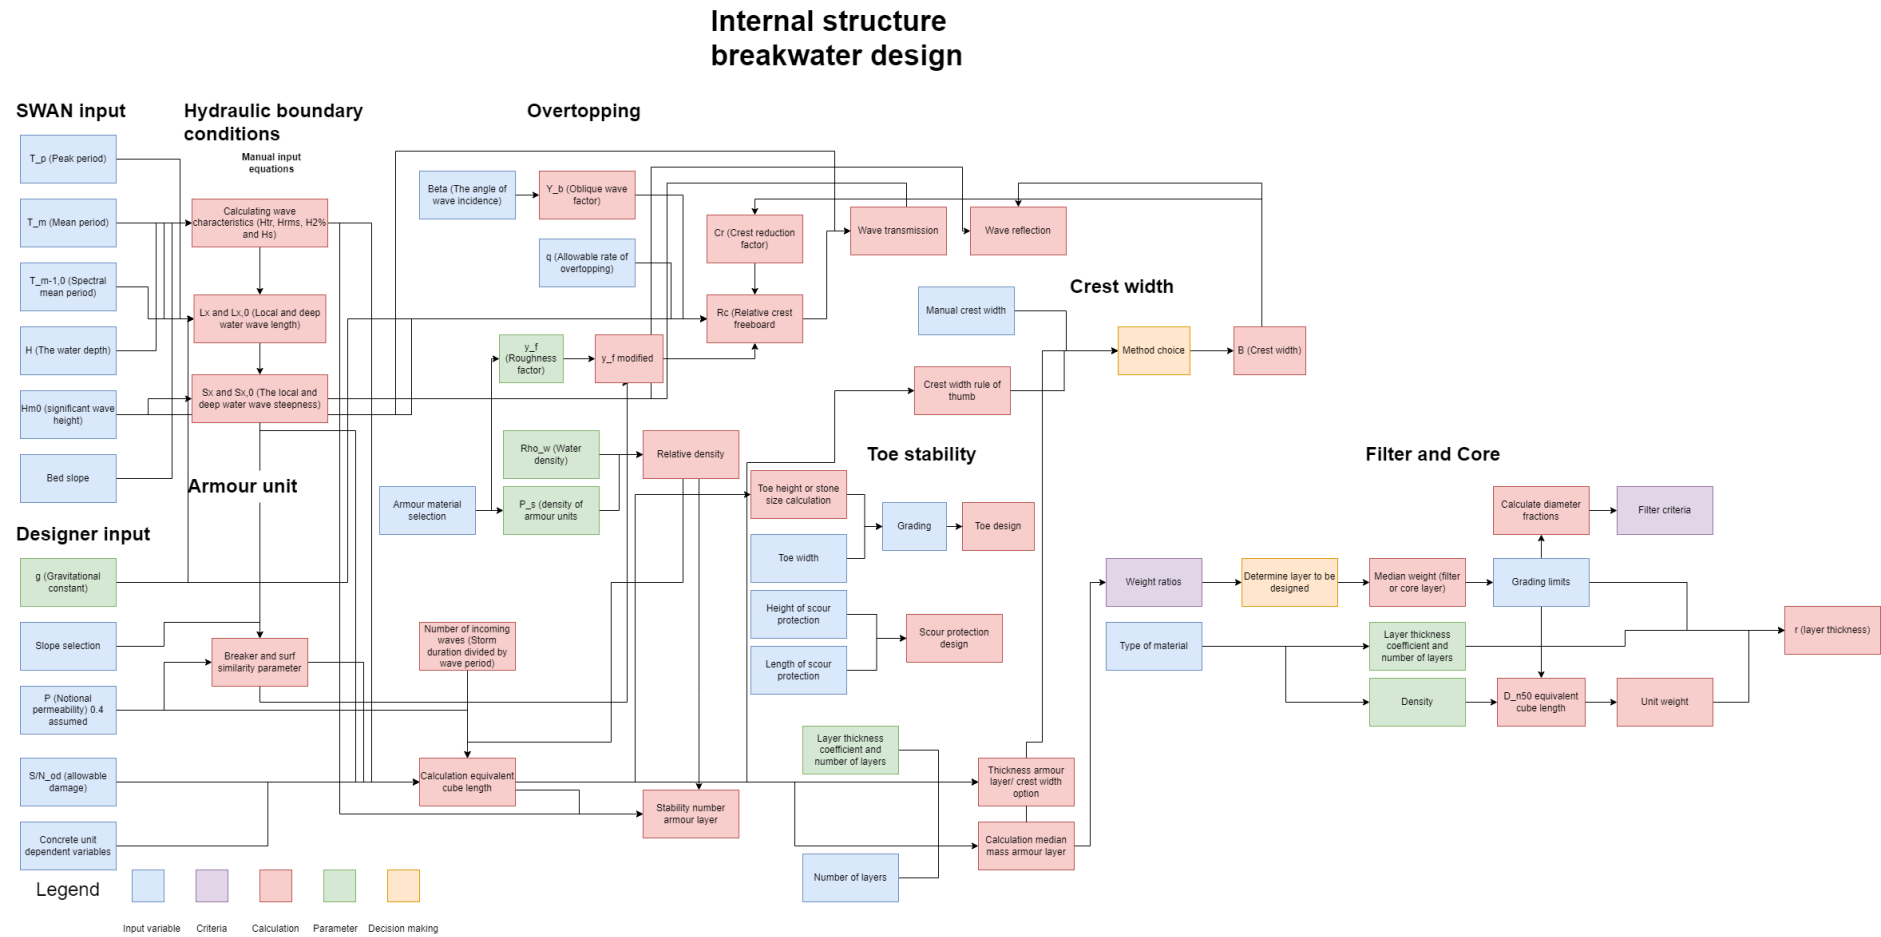 Internal structure
breakwater design
SWAN input
Hydraulic boundary
conditions
Overtopping
Manual input
equations
T_p (Peak period)
T_m (Mean period)
T_m-1,0 (Spectral
mean period)
H (The water depth)
Hm0 (significant wave
height)
Bed slope
Calculating wave
characteristics (Htr, Hrms, H2%
and Hs)
Lx and Lx,0 (Local and deep
water wave length)
Sx and Sx,0 (The local and
deep water wave steepness)
Beta (The angle of
wave incidence)
Y_b (Oblique wave
factor)
q (Allowable rate of
overtopping)
Cr (Crest reduction
factor)
Wave transmission
Wave reflection
Rc (Relative crest
freeboard)
y_f
(Roughness
factor)
y_f modified
Crest width
Manual crest width
Method choice
B (Crest width)
Crest width rule of
thumb
Armour unit
Armour material
selection
Rho_w (Water
density)
P_s (density of
armour units
Relative density
Toe stability
Toe height or stone
size calculation
Toe width
Grading
Toe design
Height of scour
protection
Length of scour
protection
Scour protection
design
Filter and Core
Calculate diameter
fractions
Filter criteria
Weight ratios
Determine layer to be
designed
Median weight (filter
or core layer)
Grading limits
Type of material
Layer thickness
coefficient and
number of layers
Density
D_n50 equivalent
cube length
Unit weight
r (layer thickness)
Designer input
g (Gravitational
constant)
Slope selection
P (Notional
permeability) 0.4
assumed
S/N_od (allowable
damage)
Concrete unit
dependent variables
Breaker and surf
similarity parameter
Number of incoming
waves (Storm
duration divided by
wave period)
Calculation equivalent
cube length
Stability number
armour layer
Layer thickness
coefficient and
number of layers
Thickness armour
layer/ crest width
option
Calculation median
mass armour layer
Number of layers
Legend
Input variable
Criteria
Calculation
Parameter
Decision making